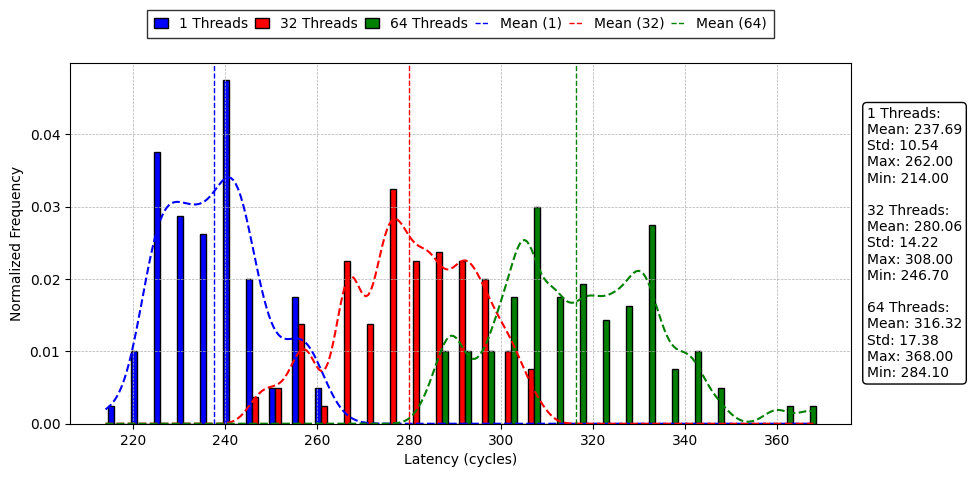 1 Threads 32 Threads 64 Threads Mean (1) Mean (32) Mean (64)
Normalized Frequency
0.04
0.03
0.02
0.01
0.00
220 240 260 280 300 320 340 360
Latency (cycles)
1 Threads:
Mean: 237.69
Std: 10.54
Max: 262.00
Min: 214.00
32 Threads:
Mean: 280.06
Std: 14.22
Max: 308.00
Min: 246.70
64 Threads:
Mean: 316.32
Std: 17.38
Max: 368.00
Min: 284.10